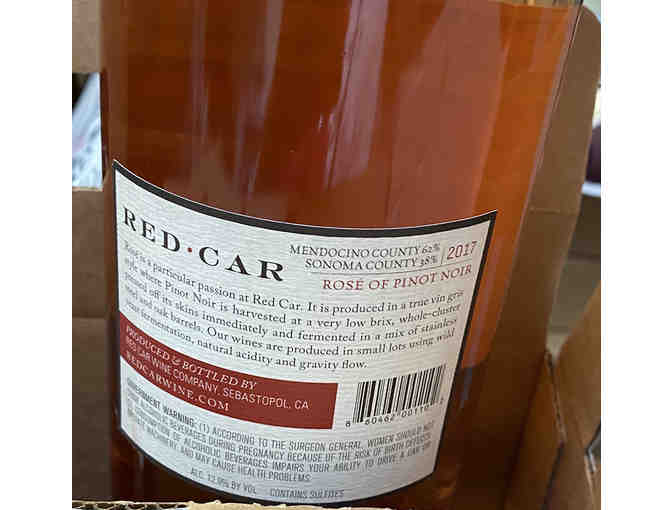 RED•CAR
MENDOCINO COUNTY 62%
SONOMA COUNTY 38%
2017
ROSÉ OF PINOT NOIR
Rosé is a particular passion at Red Car. It is produced in a true vin gris
style where Pinot Noir is harvested at a very low brix, whole-cluster
pressed off its skins immediately and fermented in a mix of stainless
steel and oak barrels. Our wines are produced in small lots using wild
yeast fermentation, natural acidity and gravity flow.
PRODUCED & BOTTLED BY
RED CAR WINE COMPANY, SEBASTOPOL, CA
REDCARWINE.COM
8 60462 00110
GOVERNMENT WARNING: (1) ACCORDING TO THE SURGEON GENERAL, WOMEN SHOULD NOT
DRINK ALCOHOLIC BEVERAGES DURING PREGNANCY BECAUSE OF THE RISK OF BIRTH DEFECTS.
CONSUMPTION OF ALCOHOLIC BEVERAGES IMPAIRS YOUR ABILITY TO DRIVE A CAR OR
MACHINERY, AND MAY CAUSE HEALTH PROBLEMS.
ALC. 12.0% BY VOL CONTAINS SULFITES